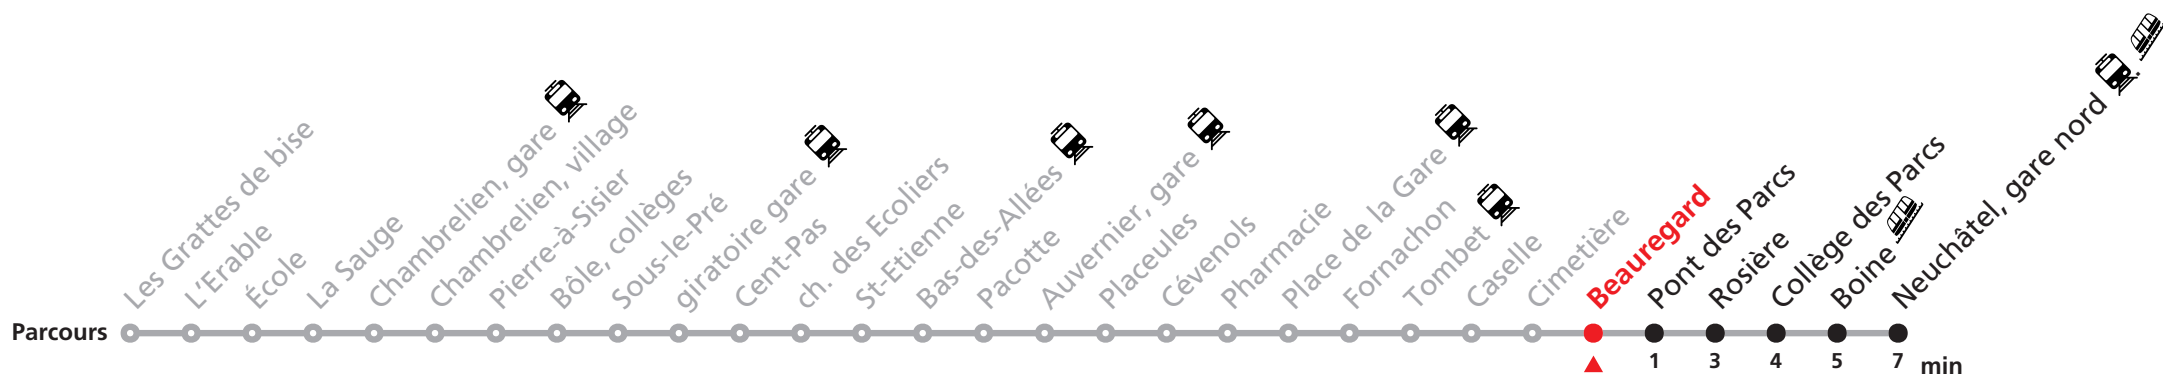 Parcours
Les Grattes de bise
L'Erable
École
La Sauge
Chambrelien, gare
Chambrelien, village
Pierre-à-Sisier
Bôle, collèges
Sous-le-Pré
giratoire gare
Cent-Pas
ch. des Ecoliers
St-Etienne
Bas-des-Allées
Pacotte
Auvernier, gare
Placeules
Cévenols
Pharmacie
Place de la Gare
Fornachon
Tombet
Caselle
Cimetière
Beauregard
Pont des Parcs
Rosière
Collège des Parcs
Boine
Neuchâtel, gare nord
1 3 4 5 7 min